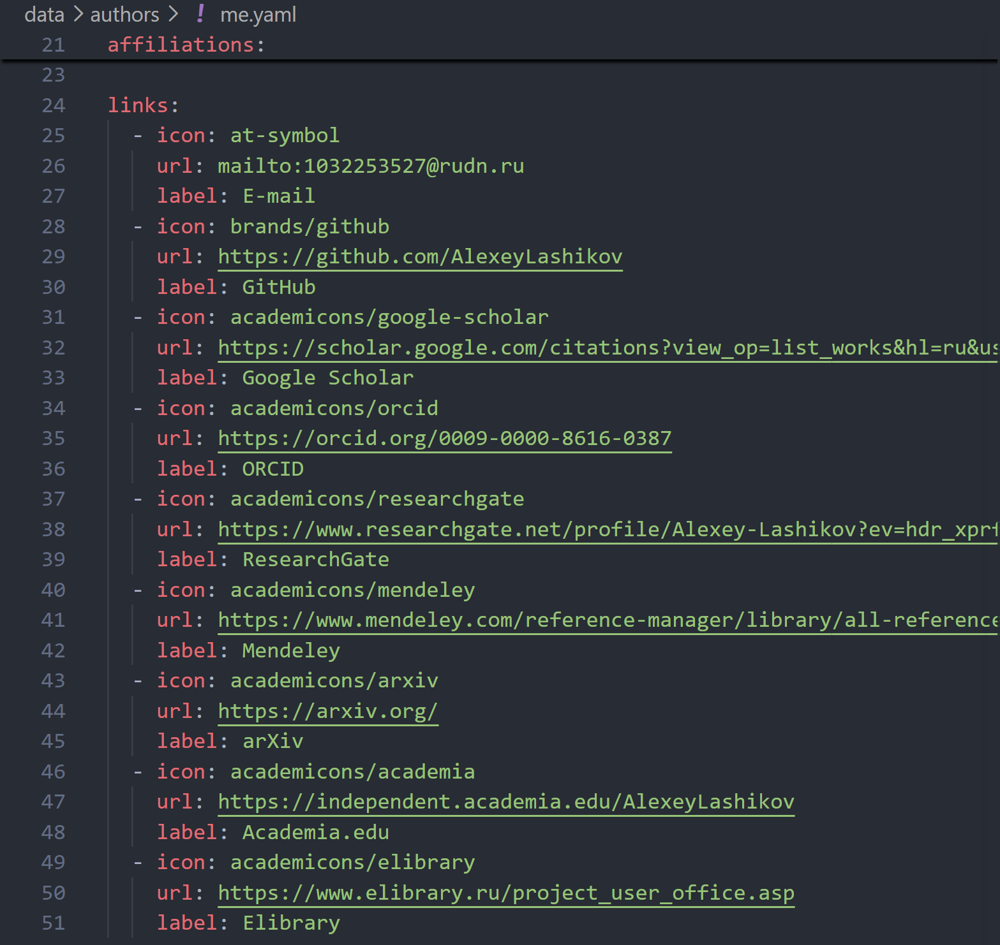 data > authors > ! me.yaml
21 affiliations:
23
24 links:
25 - icon: at-symbol
26 url: mailto:1032253527@rudn.ru
27 label: E-mail
28 - icon: brands/github
29 url: https://github.com/AlexeyLashikov
30 label: GitHub
31 - icon: academicons/google-scholar
32 url: https://scholar.google.com/citations?view_op=list_works&hl=ru&us
33 label: Google Scholar
34 - icon: academicons/orcid
35 url: https://orcid.org/0009-0000-8616-0387
36 label: ORCID
37 - icon: academicons/researchgate
38 url: https://www.researchgate.net/profile/Alexey-Lashikov?ev=hdr_xprf
39 label: ResearchGate
40 - icon: academicons/mendeley
41 url: https://www.mendeley.com/reference-manager/library/all-reference
42 label: Mendeley
43 - icon: academicons/arxiv
44 url: https://arxiv.org/
45 label: arXiv
46 - icon: academicons/academia
47 url: https://independent.academia.edu/AlexeyLashikov
48 label: Academia.edu
49 - icon: academicons/elibrary
50 url: https://www.elibrary.ru/project_user_office.asp
51 label: Elibrary